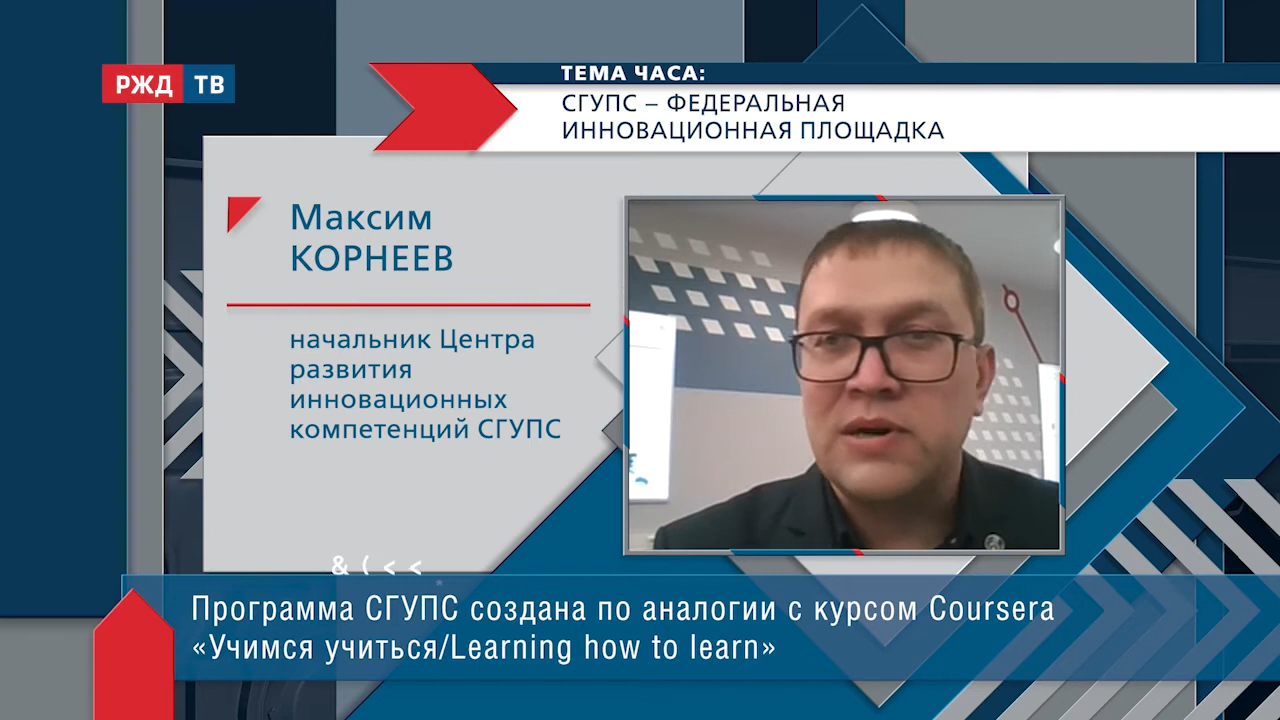 РЖД ТВ
ТЕМА ЧАСА:
СГУПС – ФЕДЕРАЛЬНАЯ
ИННОВАЦИОННАЯ ПЛОЩАДКА
Максим
КОРНЕЕВ
начальник Центра
развития
инновационных
компетенций СГУПС
& ( < <
Программа СГУПС создана по аналогии с курсом Coursera
«Учимся учиться/Learning how to learn»